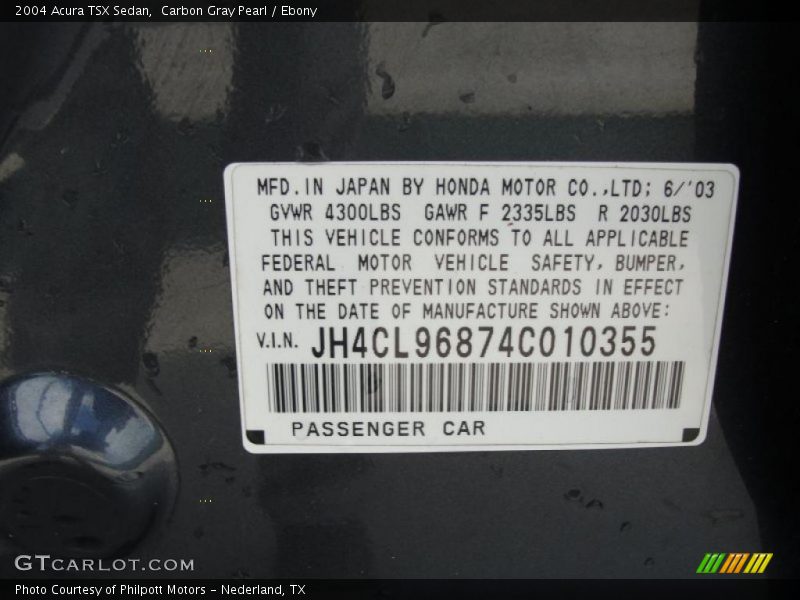 2004 Acura TSX Sedan,  Carbon Gray Pearl / Ebony
MFD.IN JAPAN BY HONDA MOTOR CO.,LTD; 6/'03
GVWR 4300LBS  GAWR F 2335LBS  R 2030LBS
THIS VEHICLE CONFORMS TO ALL APPLICABLE
FEDERAL MOTOR VEHICLE SAFETY, BUMPER,
AND THEFT PREVENTION STANDARDS IN EFFECT
ON THE DATE OF MANUFACTURE SHOWN ABOVE:
V.I.N. JH4CL96874C010355
PASSENGER CAR
GTCARLOT.COM
Photo Courtesy of Philpott Motors - Nederland, TX